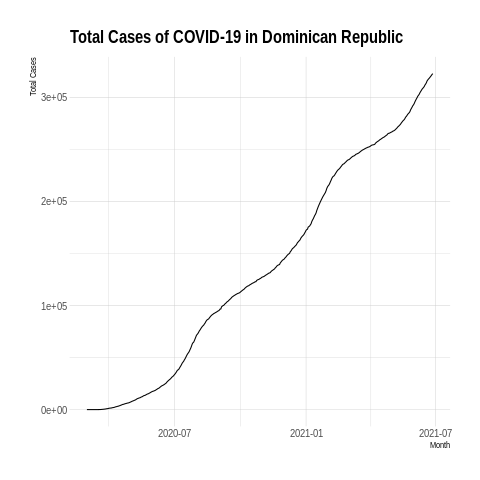 Total Cases of COVID-19 in Dominican Republic
Total Cases
3e+05
2e+05
1e+05
0e+00
2020-07 2021-01 2021-07
Month